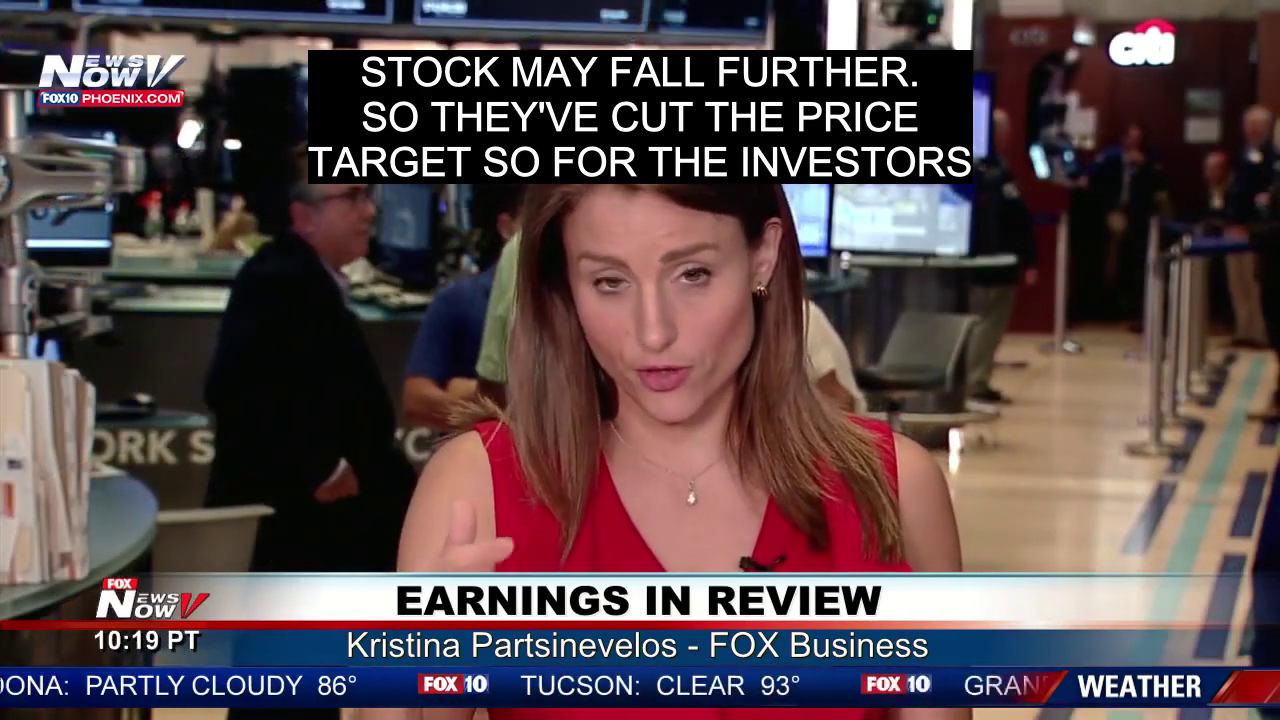 NEWS
NOW
FOX10 PHOENIX.COM
citi
STOCK MAY FALL FURTHER.
SO THEY'VE CUT THE PRICE
TARGET SO FOR THE INVESTORS
ORK S
YC
FOX
NEWS
NOW
10:19 PT
EARNINGS IN REVIEW
Kristina Partsinevelos - FOX Business
ONA: PARTLY CLOUDY 86° FOX 10 TUCSON: CLEAR 93° FOX 10 GRAN WEATHER